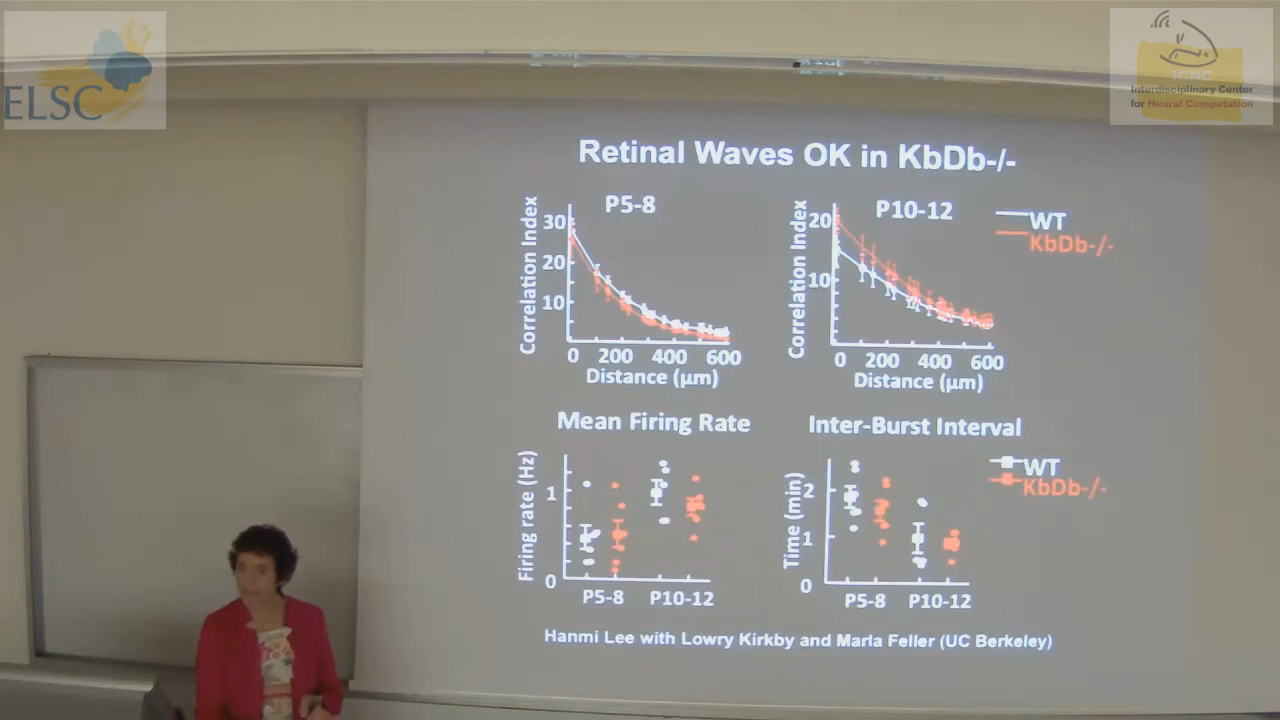 ELSC
ICNC
Interdisciplinary Center
for Neural Computation
Retinal Waves OK in KbDb-/-
P5-8
Correlation Index
30
20
10
0 200 400 600
Distance (µm)
P10-12
Correlation Index
20
10
0 200 400 600
Distance (µm)
WT
KbDb-/-
Mean Firing Rate
Firing rate (Hz)
1
0
P5-8 P10-12
Inter-Burst Interval
Time (min)
2
1
0
P5-8 P10-12
WT
KbDb-/-
Hanmi Lee with Lowry Kirkby and Marla Feller (UC Berkeley)